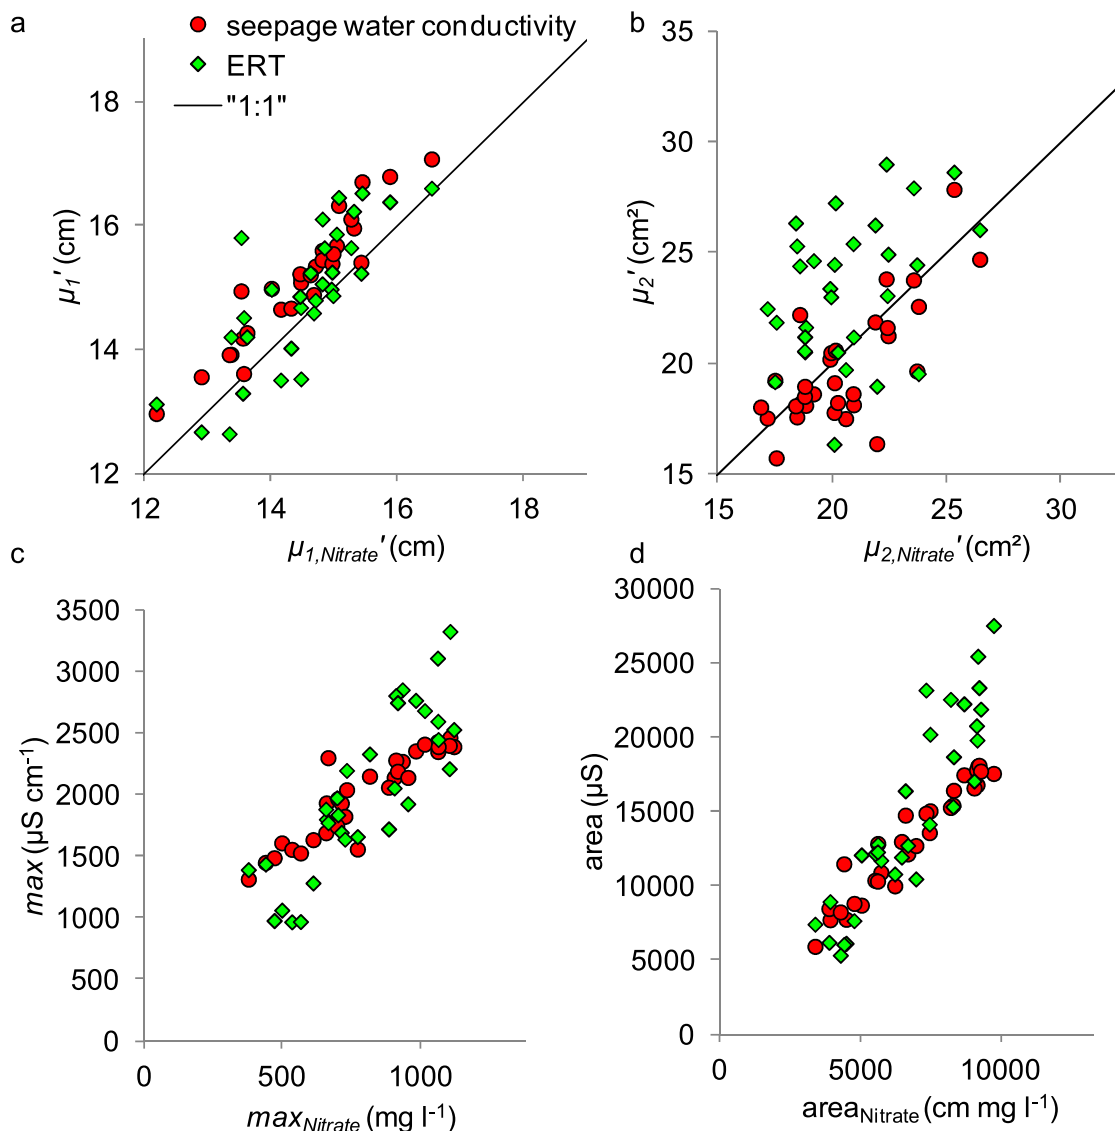 a
seepage water conductivity
ERT
"1:1"
18
16
14
12
μ1′ (cm)
12 14 16 18
μ1,Nitrate′ (cm)
b
35
30
25
20
15
μ2′ (cm²)
15 20 25 30
μ2,Nitrate′ (cm²)
c
3500
3000
2500
2000
1500
1000
500
0
max (µS cm⁻¹)
0 500 1000
maxNitrate (mg l⁻¹)
d
30000
25000
20000
15000
10000
5000
0
area (µS)
0 5000 10000
areaNitrate (cm mg l⁻¹)